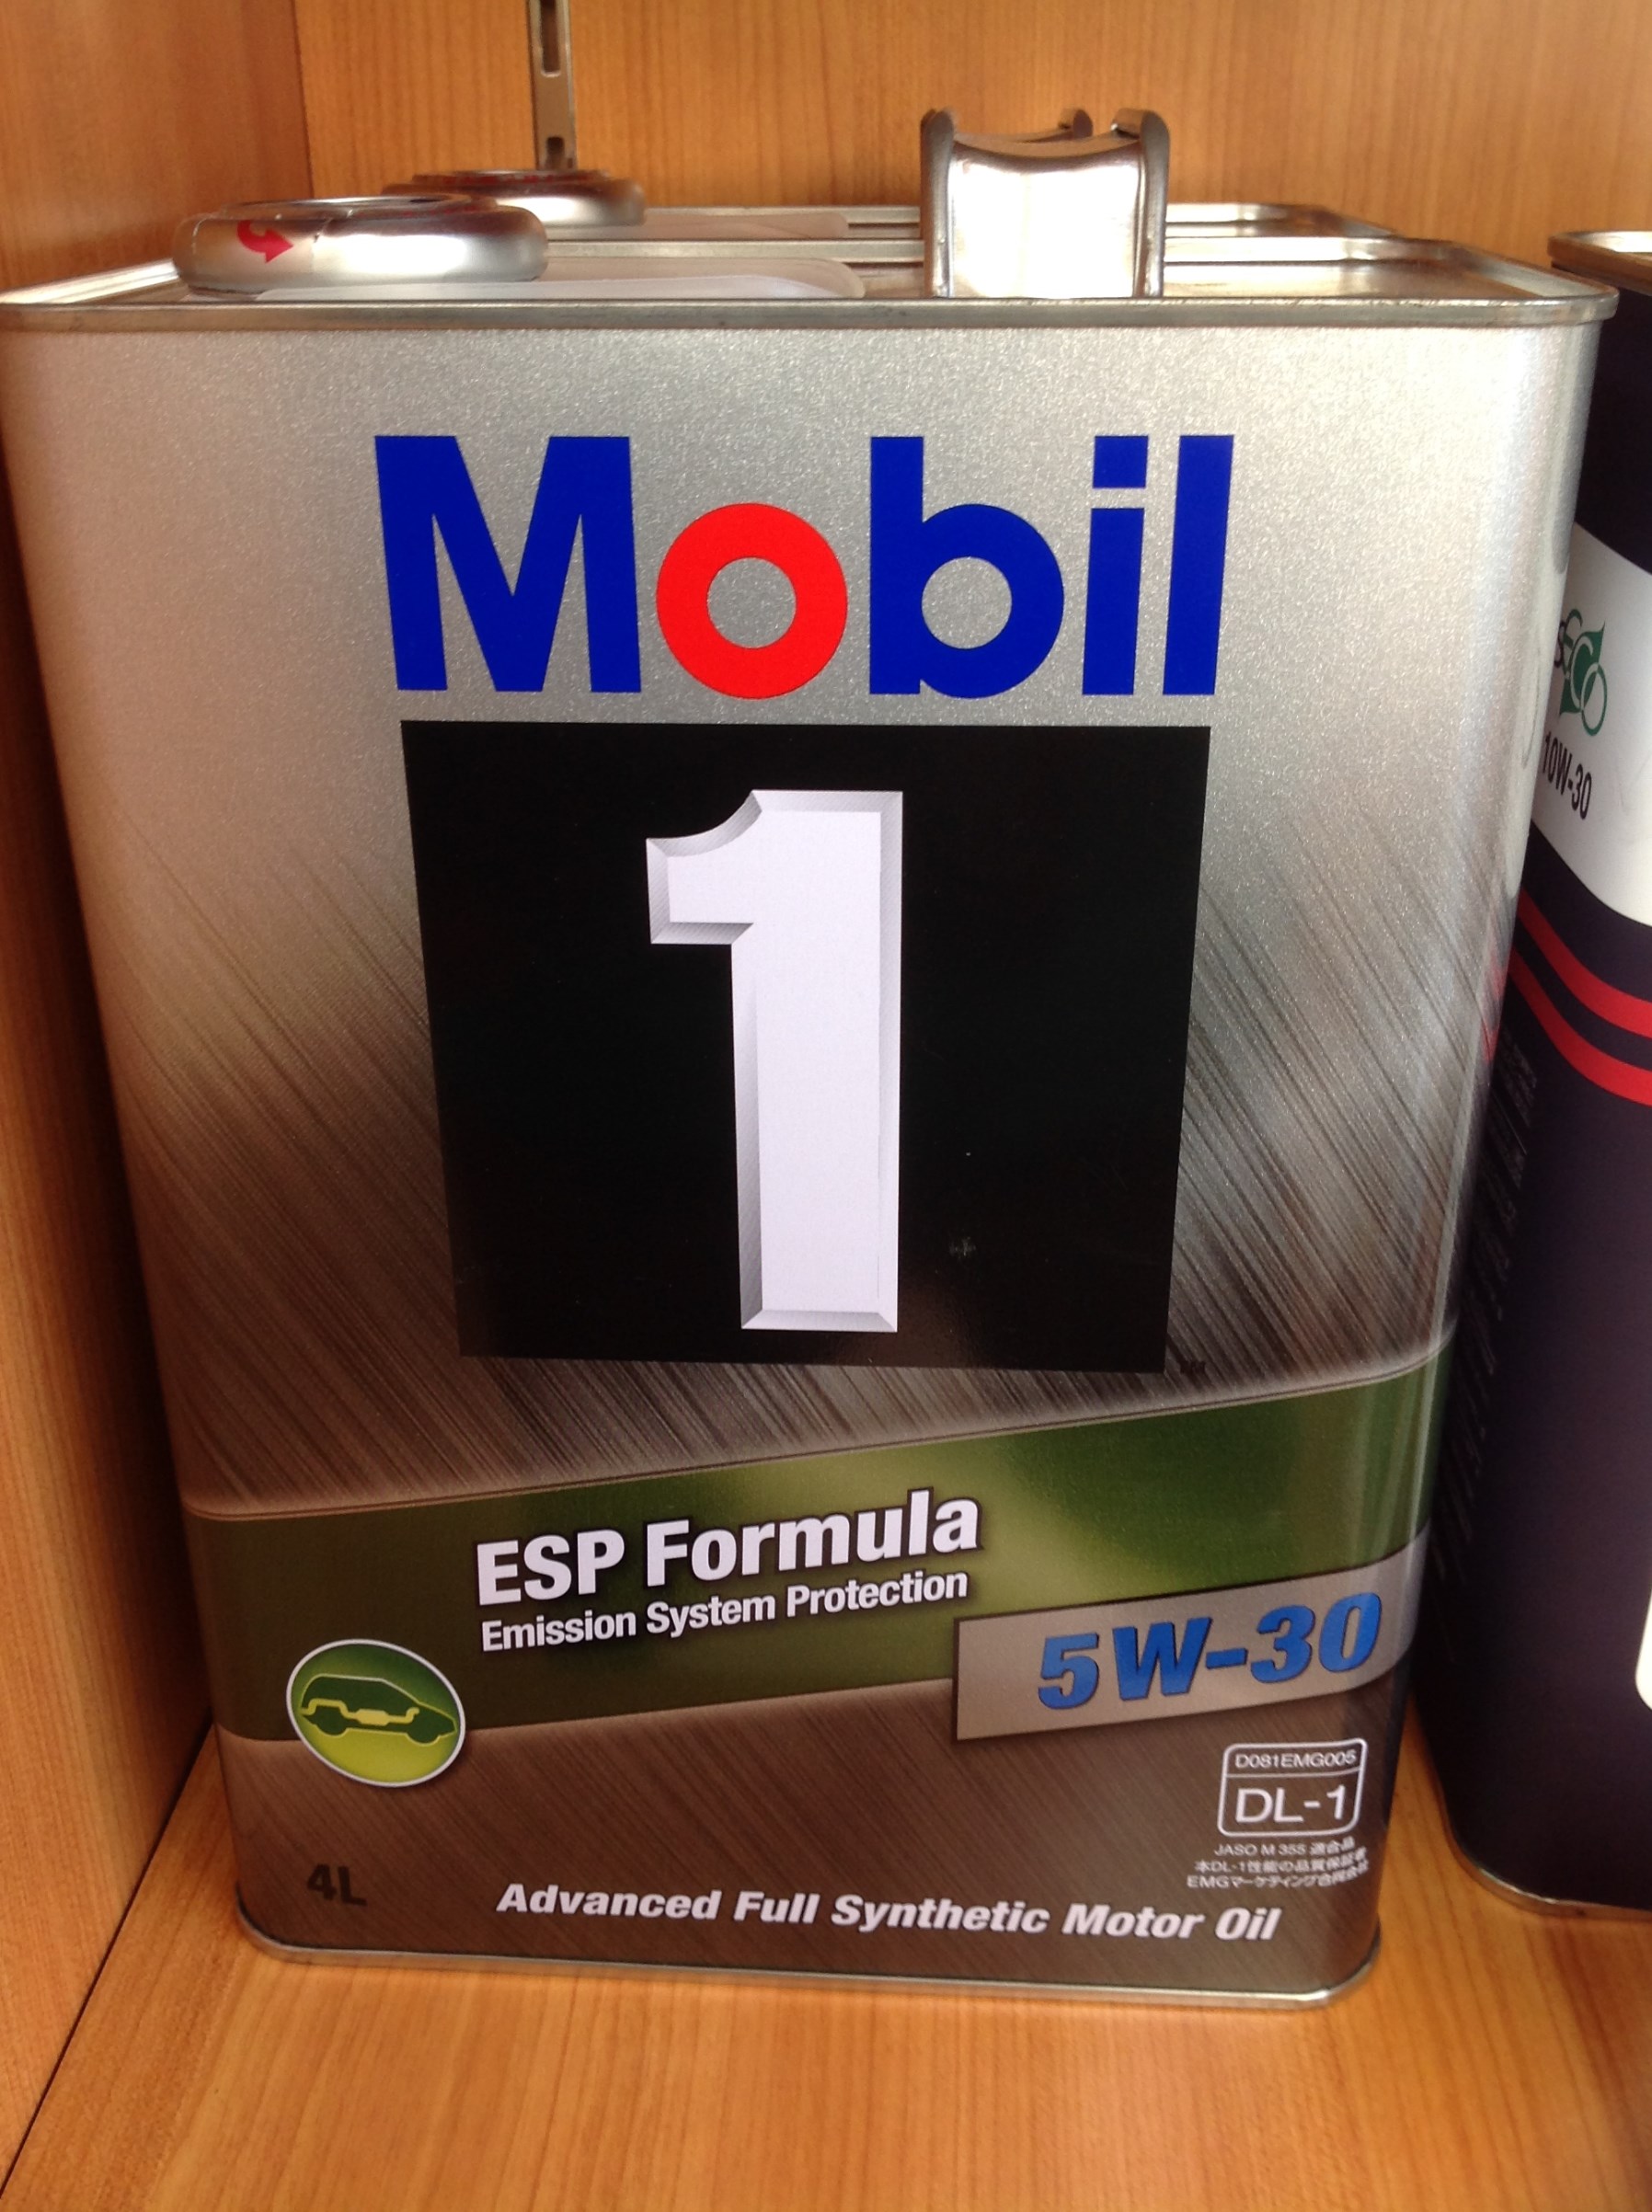 Mobil
1
ESP Formula
Emission System Protection
5W-30
D081EMG005
DL-1
JASO M 355 適合品
本DL-1性能の品質保証者
EMGマーケティング合同会社
4L
Advanced Full Synthetic Motor Oil
10W-30